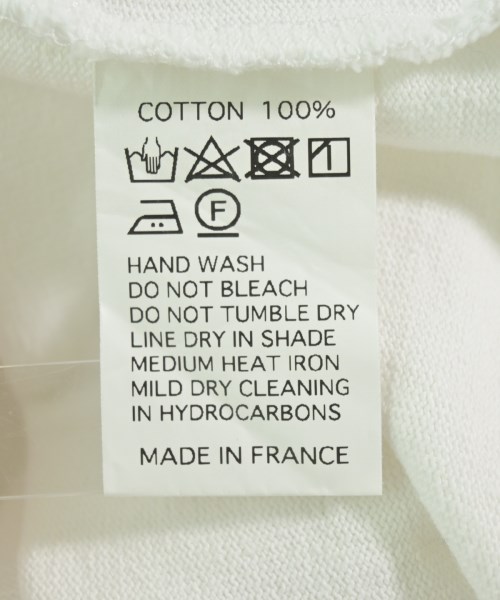 COTTON 100%
F
HAND WASH
DO NOT BLEACH
DO NOT TUMBLE DRY
LINE DRY IN SHADE
MEDIUM HEAT IRON
MILD DRY CLEANING
IN HYDROCARBONS
MADE IN FRANCE